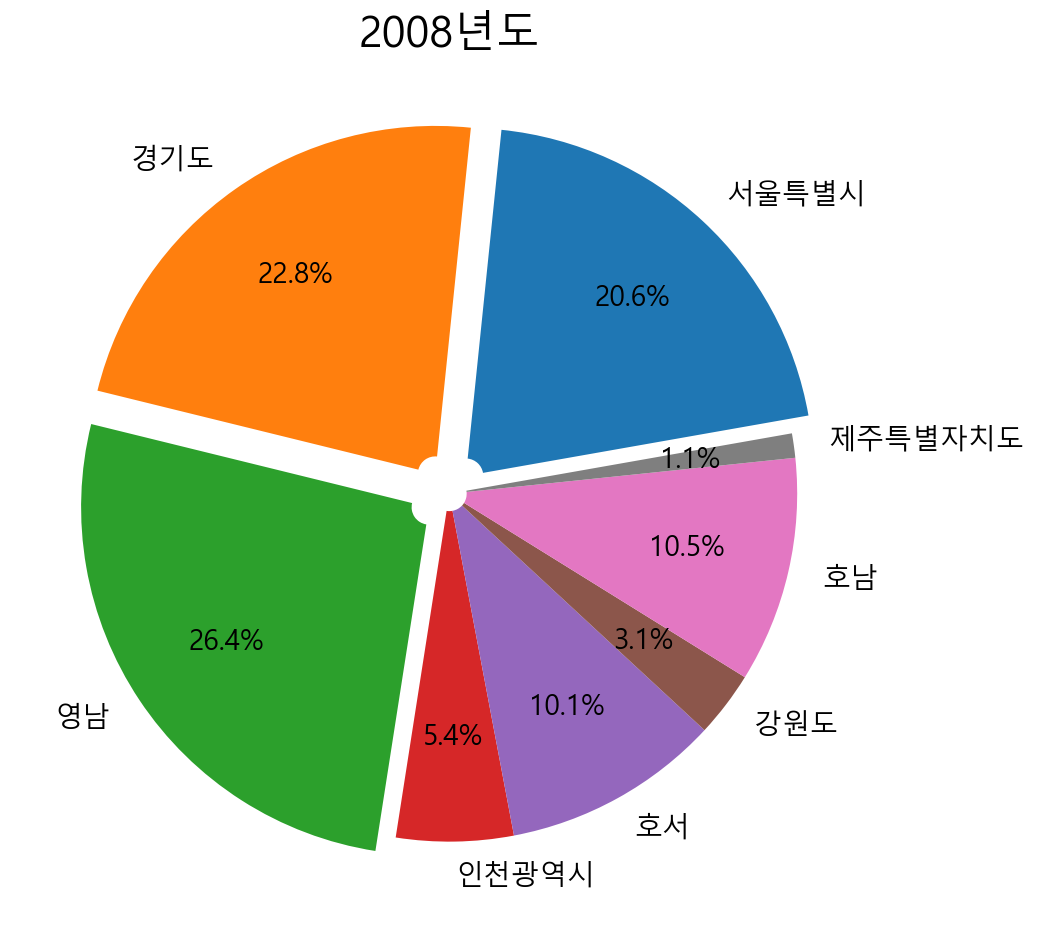 2008년도
경기도
서울특별시
22.8%
20.6%
제주특별자치도
1.1%
10.5%
호남
26.4%
3.1%
영남
10.1%
강원도
5.4%
호서
인천광역시